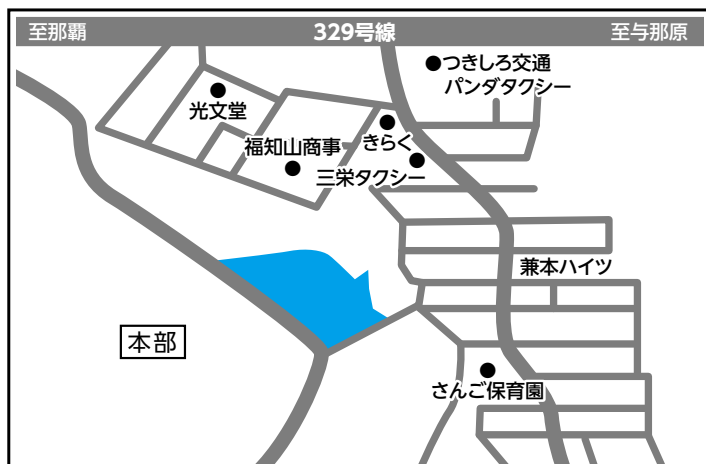 至那覇
329号線
至与那原
つきしろ交通
パンダタクシー
光文堂
福知山商事
きらく
三栄タクシー
兼本ハイツ
本部
さんご保育園